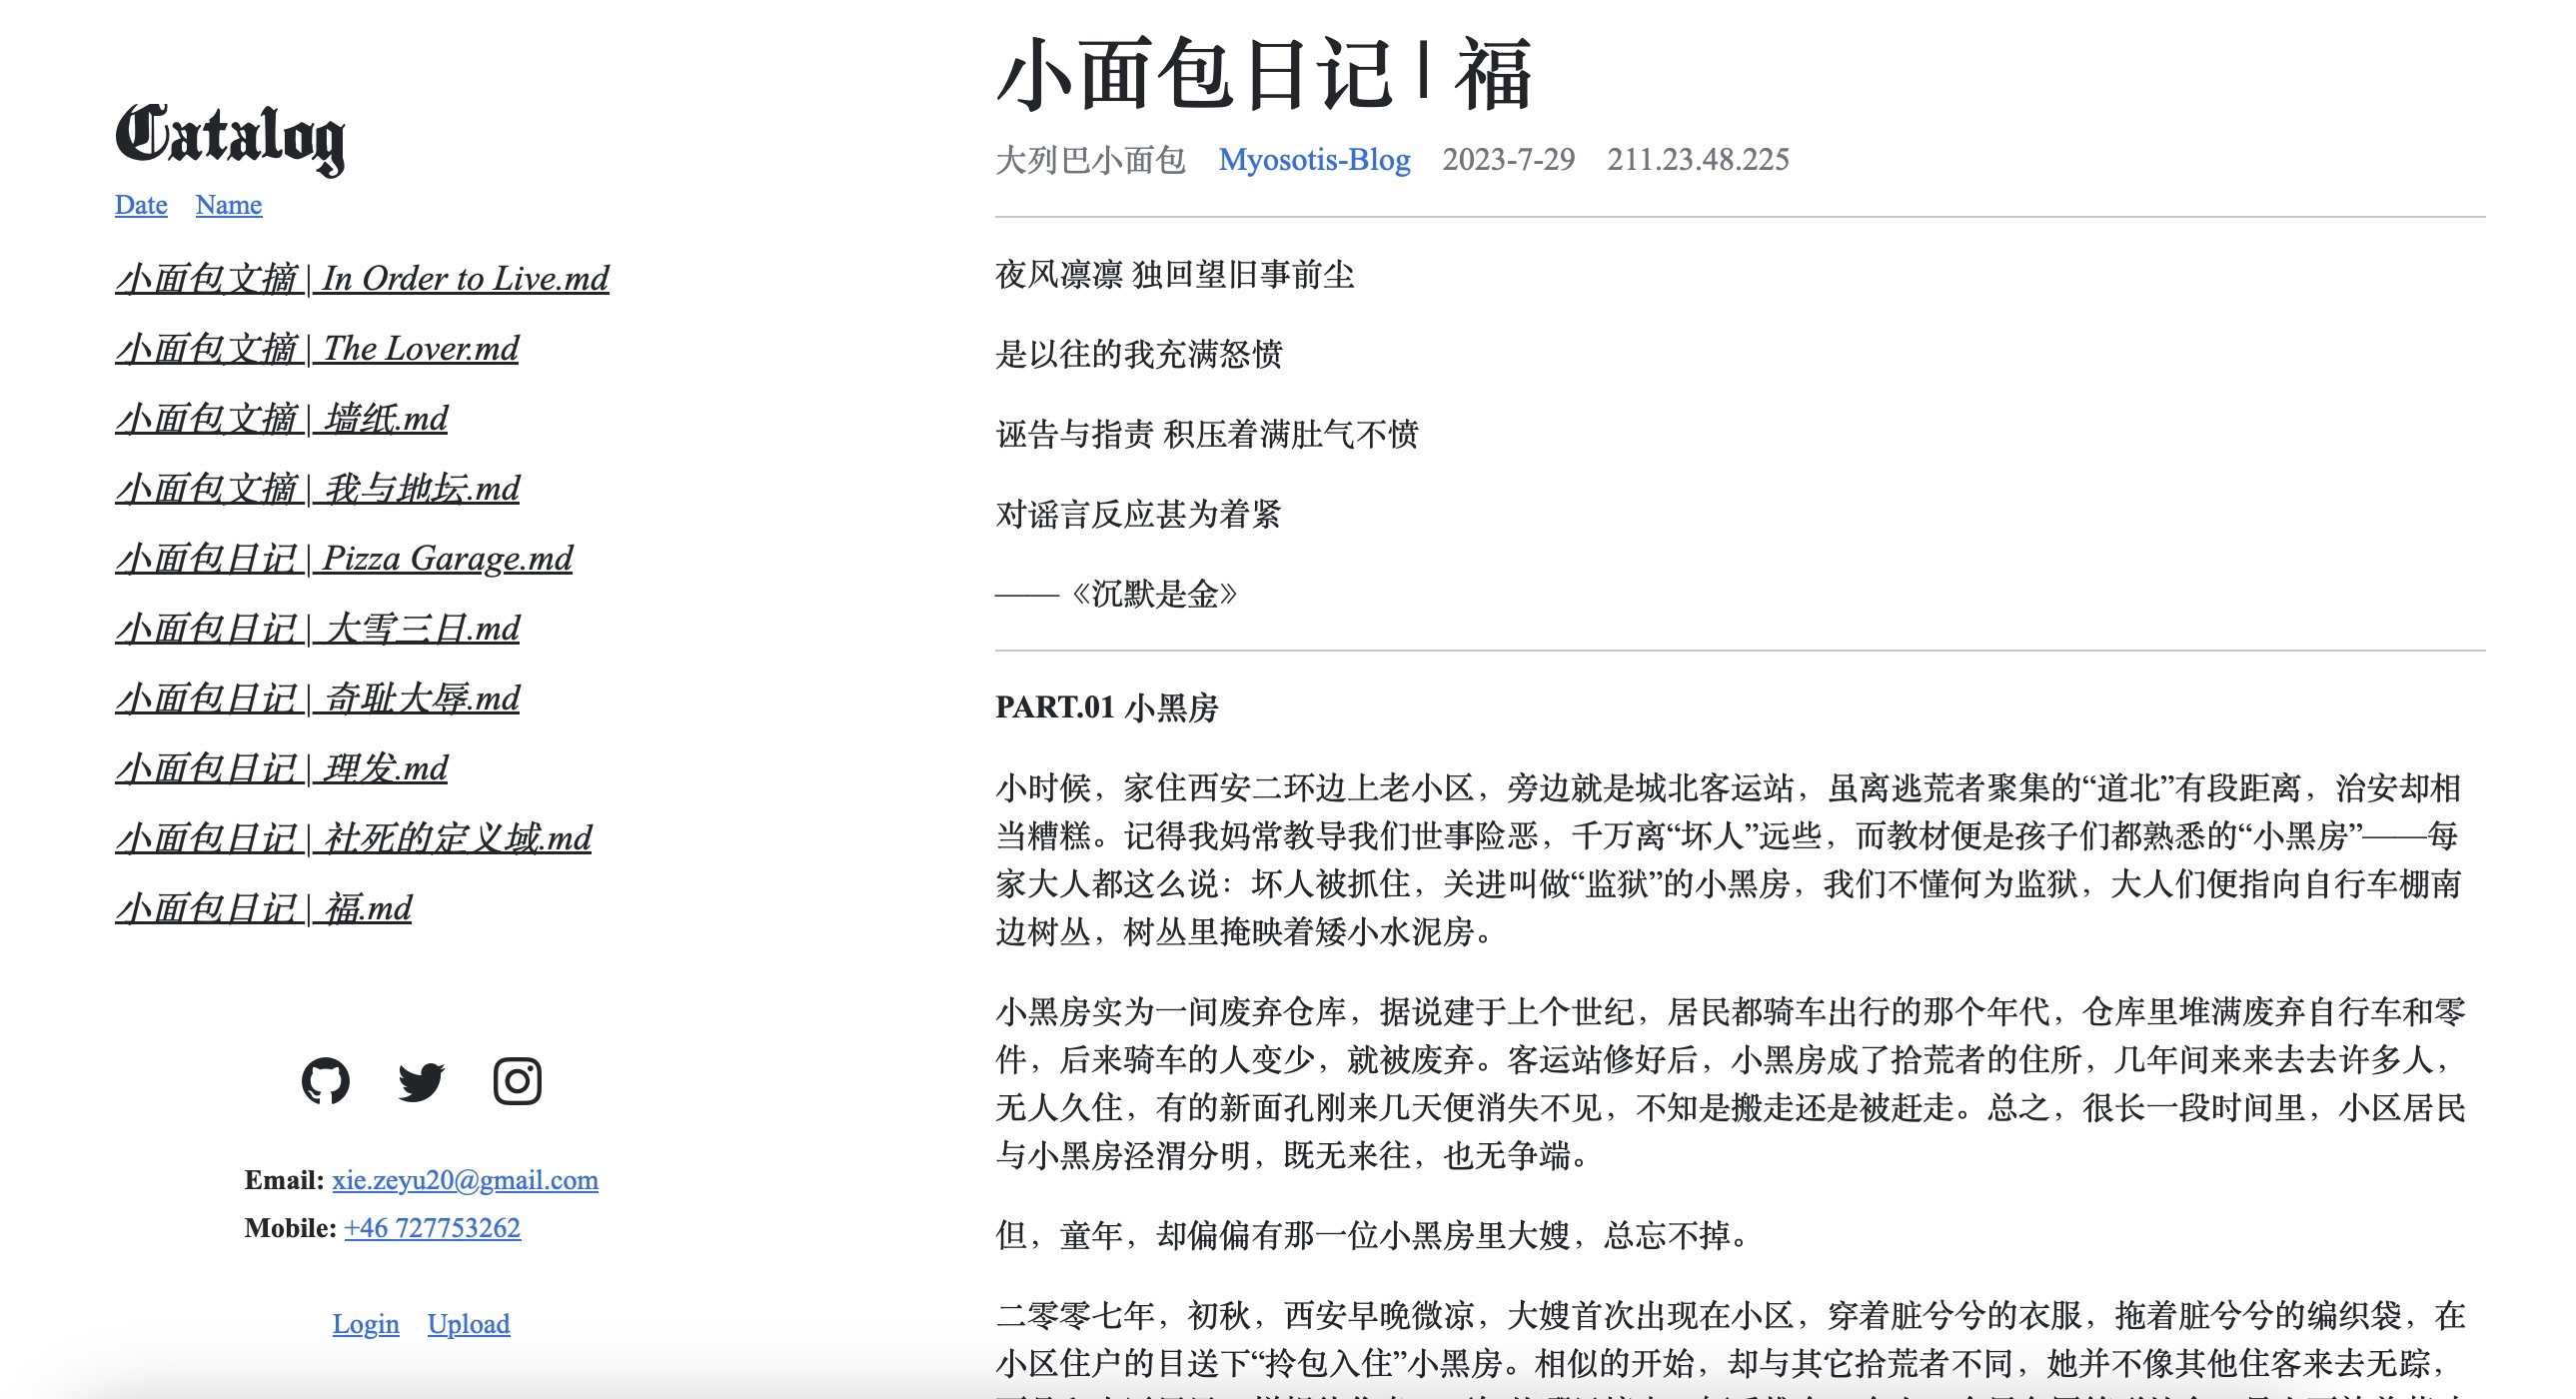 Catalog
Date Name
小面包文摘 | In Order to Live.md
小面包文摘 | The Lover.md
小面包文摘 | 墙纸.md
小面包文摘 | 我与地坛.md
小面包日记 | Pizza Garage.md
小面包日记 | 大雪三日.md
小面包日记 | 奇耻大辱.md
小面包日记 | 理发.md
小面包日记 | 社死的定义域.md
小面包日记 | 福.md
Email: xie.zeyu20@gmail.com
Mobile: +46 727753262
Login Upload
小面包日记 | 福
大列巴小面包 Myosotis-Blog 2023-7-29 211.23.48.225
夜风凛凛 独回望旧事前尘
是以往的我充满怒愤
诬告与指责 积压着满肚气不愤
对谣言反应甚为着紧
——《沉默是金》
PART.01 小黑房
小时候，家住西安二环边上老小区，旁边就是城北客运站，虽离逃荒者聚集的“道北”有段距离，治安却相
当糟糕。记得我妈常教导我们世事险恶，千万离“坏人”远些，而教材便是孩子们都熟悉的“小黑房”——每
家大人都这么说：坏人被抓住，关进叫做“监狱”的小黑房，我们不懂何为监狱，大人们便指向自行车棚南
边树丛，树丛里掩映着矮小水泥房。
小黑房实为一间废弃仓库，据说建于上个世纪，居民都骑车出行的那个年代，仓库里堆满废弃自行车和零
件，后来骑车的人变少，就被废弃。客运站修好后，小黑房成了拾荒者的住所，几年间来来去去许多人，
无人久住，有的新面孔刚来几天便消失不见，不知是搬走还是被赶走。总之，很长一段时间里，小区居民
与小黑房泾渭分明，既无来往，也无争端。
但，童年，却偏偏有那一位小黑房里大嫂，总忘不掉。
二零零七年，初秋，西安早晚微凉，大嫂首次出现在小区，穿着脏兮兮的衣服，拖着脏兮兮的编织袋，在
小区住户的目送下“拎包入住”小黑房。相似的开始，却与其它拾荒者不同，她并不像其他住客来去无踪，